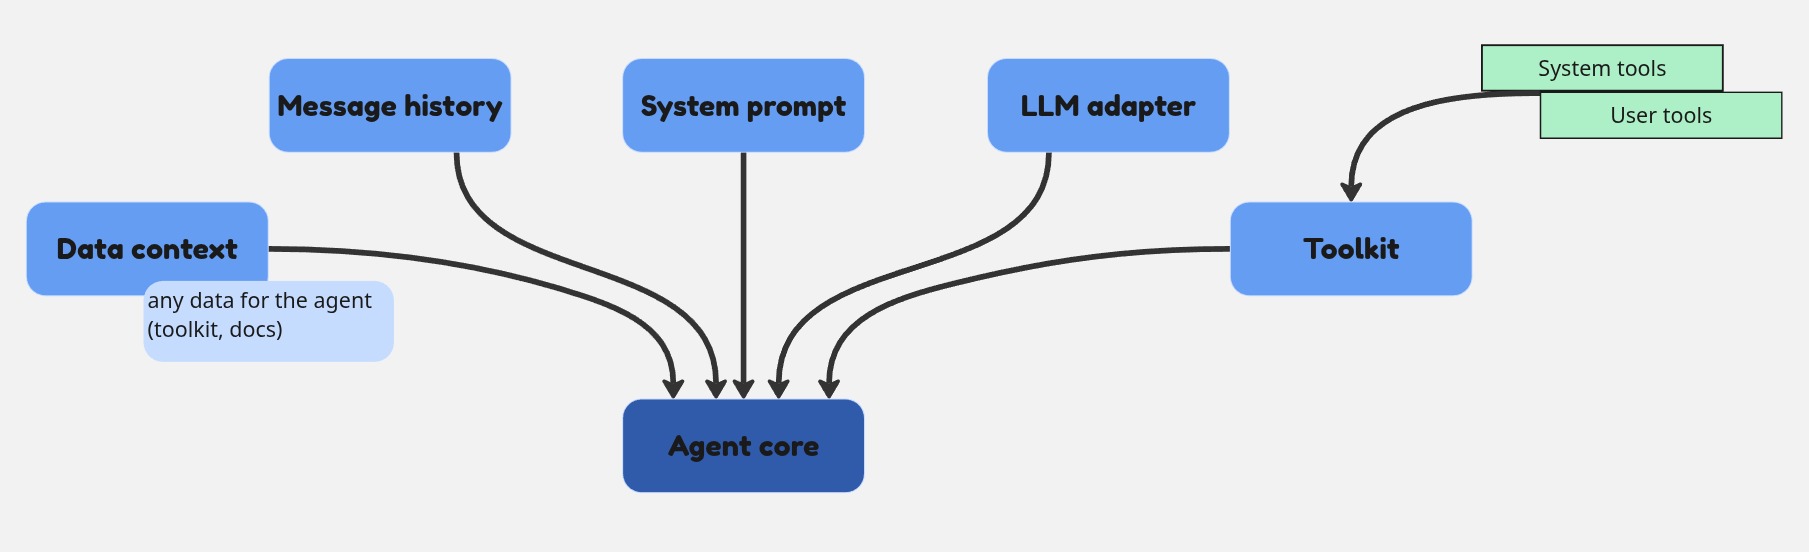 System tools
Message history
System prompt
LLM adapter
User tools
Data context
Toolkit
any data for the agent
(toolkit, docs)
Agent core